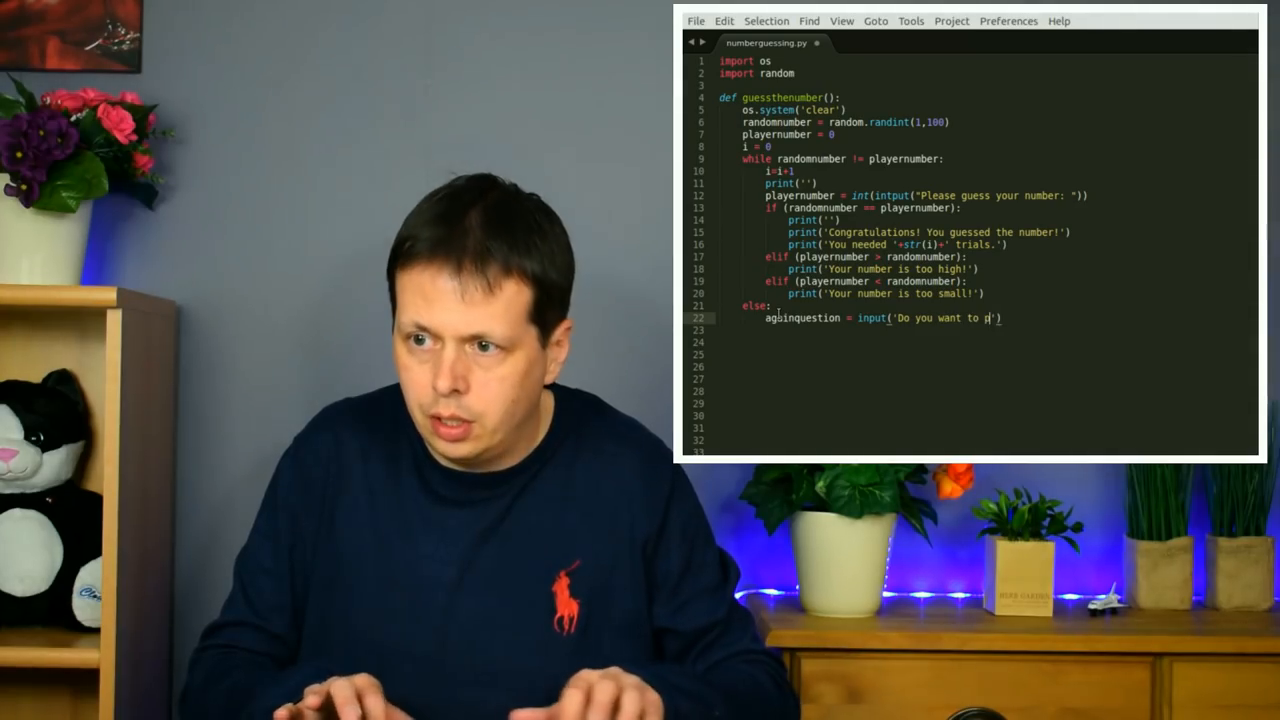 File Edit Selection Find View Goto Tools Project Preferences Help
numberguessing.py
1 import os
2 import random
3
4 def guessthenumber():
5 os.system('clear')
6 randomnumber = random.randint(1,100)
7 playernumber = 0
8 i = 0
9 while randomnumber != playernumber:
10 i=i+1
11 print('')
12 playernumber = int(intput("Please guess your number: "))
13 if (randomnumber == playernumber):
14 print('')
15 print('Congratulations! You guessed the number!')
16 print('You needed '+str(i)+' trials.')
17 elif (playernumber > randomnumber):
18 print('Your number is too high!')
19 elif (playernumber < randomnumber):
20 print('Your number is too small!')
21 else:
22 againquestion = input('Do you want to p')
23
24
25
26
27
28
29
30
31
32
33
HERB GARDEN